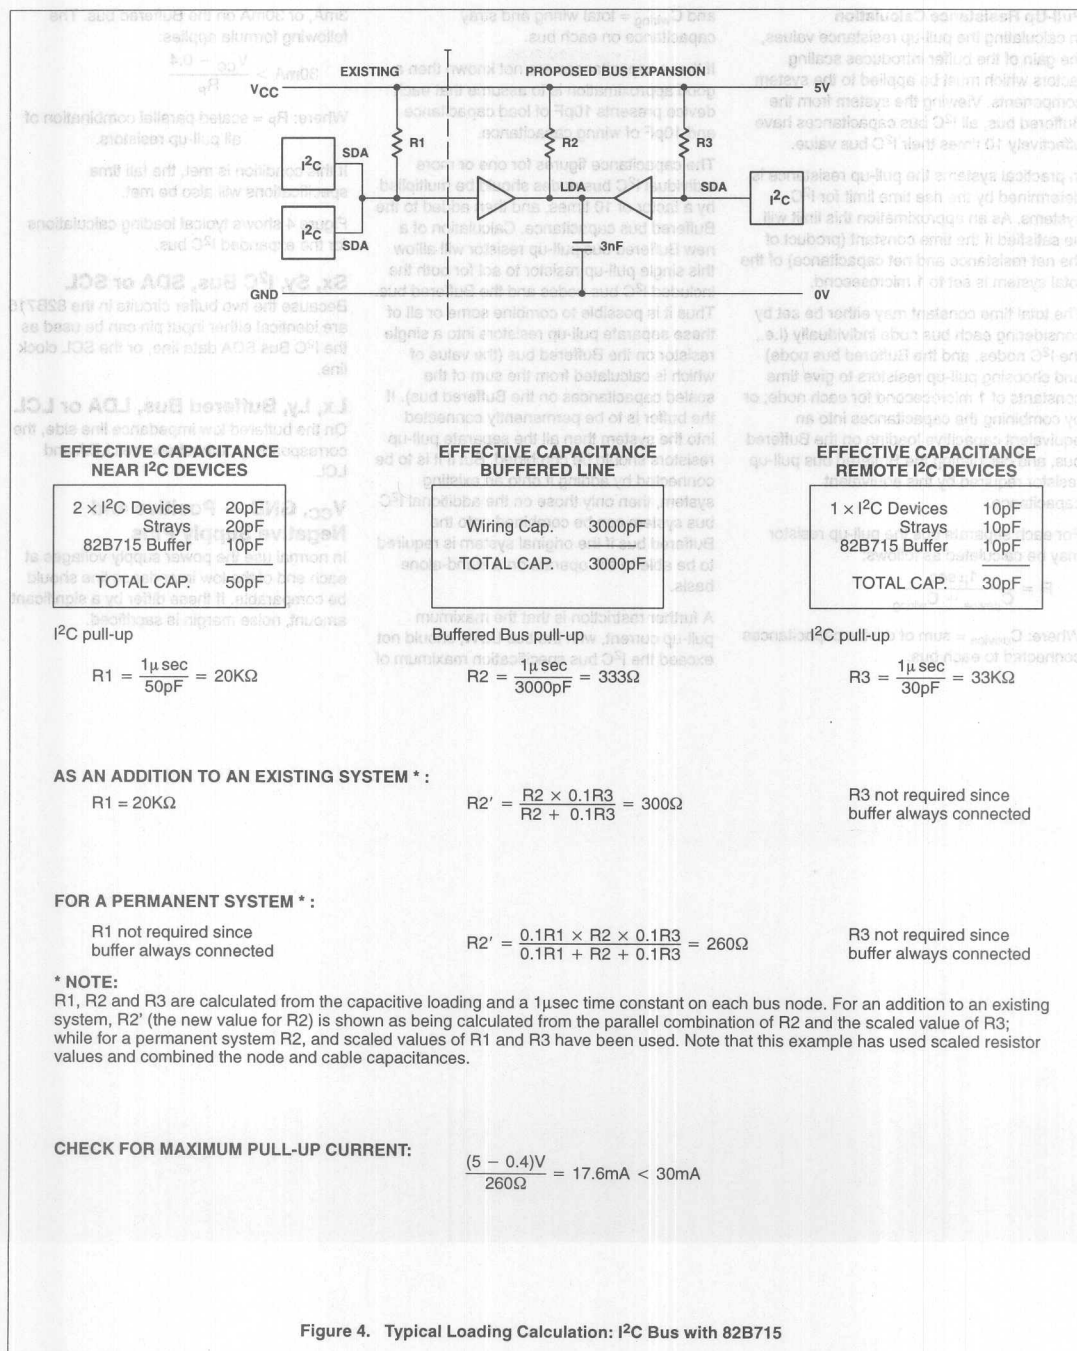 EXISTING
PROPOSED BUS EXPANSION
VCC
5V
R1
R2
R3
I²C
SDA
LDA
SDA
I²C
I²C
SDA
3nF
GND
0V
EFFECTIVE CAPACITANCE
NEAR I²C DEVICES
2 × I²C Devices 20pF
Strays 20pF
82B715 Buffer 10pF
TOTAL CAP. 50pF
I²C pull-up
R1 = 1µ sec / 50pF = 20KΩ
EFFECTIVE CAPACITANCE
BUFFERED LINE
Wiring Cap. 3000pF
TOTAL CAP. 3000pF
Buffered Bus pull-up
R2 = 1µ sec / 3000pF = 333Ω
EFFECTIVE CAPACITANCE
REMOTE I²C DEVICES
1 × I²C Devices 10pF
Strays 10pF
82B715 Buffer 10pF
TOTAL CAP. 30pF
I²C pull-up
R3 = 1µ sec / 30pF = 33KΩ
AS AN ADDITION TO AN EXISTING SYSTEM * :
R1 = 20KΩ
R2′ = R2 × 0.1R3 / R2 + 0.1R3 = 300Ω
R3 not required since
buffer always connected
FOR A PERMANENT SYSTEM * :
R1 not required since
buffer always connected
R2′ = 0.1R1 × R2 × 0.1R3 / 0.1R1 + R2 + 0.1R3 = 260Ω
R3 not required since
buffer always connected
* NOTE:
R1, R2 and R3 are calculated from the capacitive loading and a 1µsec time constant on each bus node. For an addition to an existing
system, R2' (the new value for R2) is shown as being calculated from the parallel combination of R2 and the scaled value of R3;
while for a permanent system R2, and scaled values of R1 and R3 have been used. Note that this example has used scaled resistor
values and combined the node and cable capacitances.
CHECK FOR MAXIMUM PULL-UP CURRENT:
(5 − 0.4)V / 260Ω = 17.6mA < 30mA
Figure 4. Typical Loading Calculation: I²C Bus with 82B715